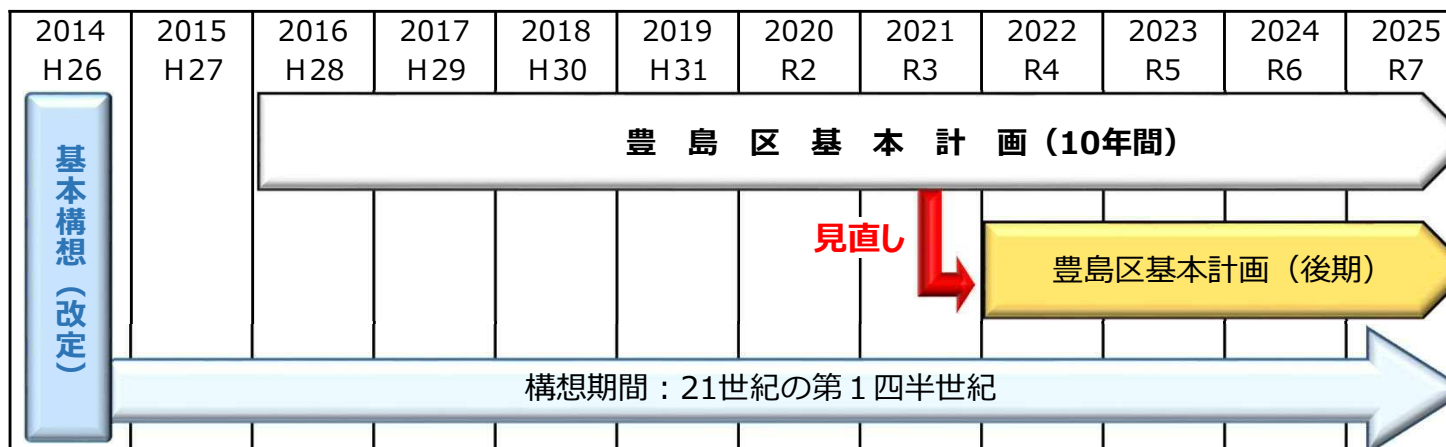 2014 2015 2016 2017 2018 2019 2020 2021 2022 2023 2024 2025
H26 H27 H28 H29 H30 H31 R2 R3 R4 R5 R6 R7
豊島区基本計画（10年間）
基本構想（改定）
見直し
豊島区基本計画（後期）
構想期間：21世紀の第１四半世紀